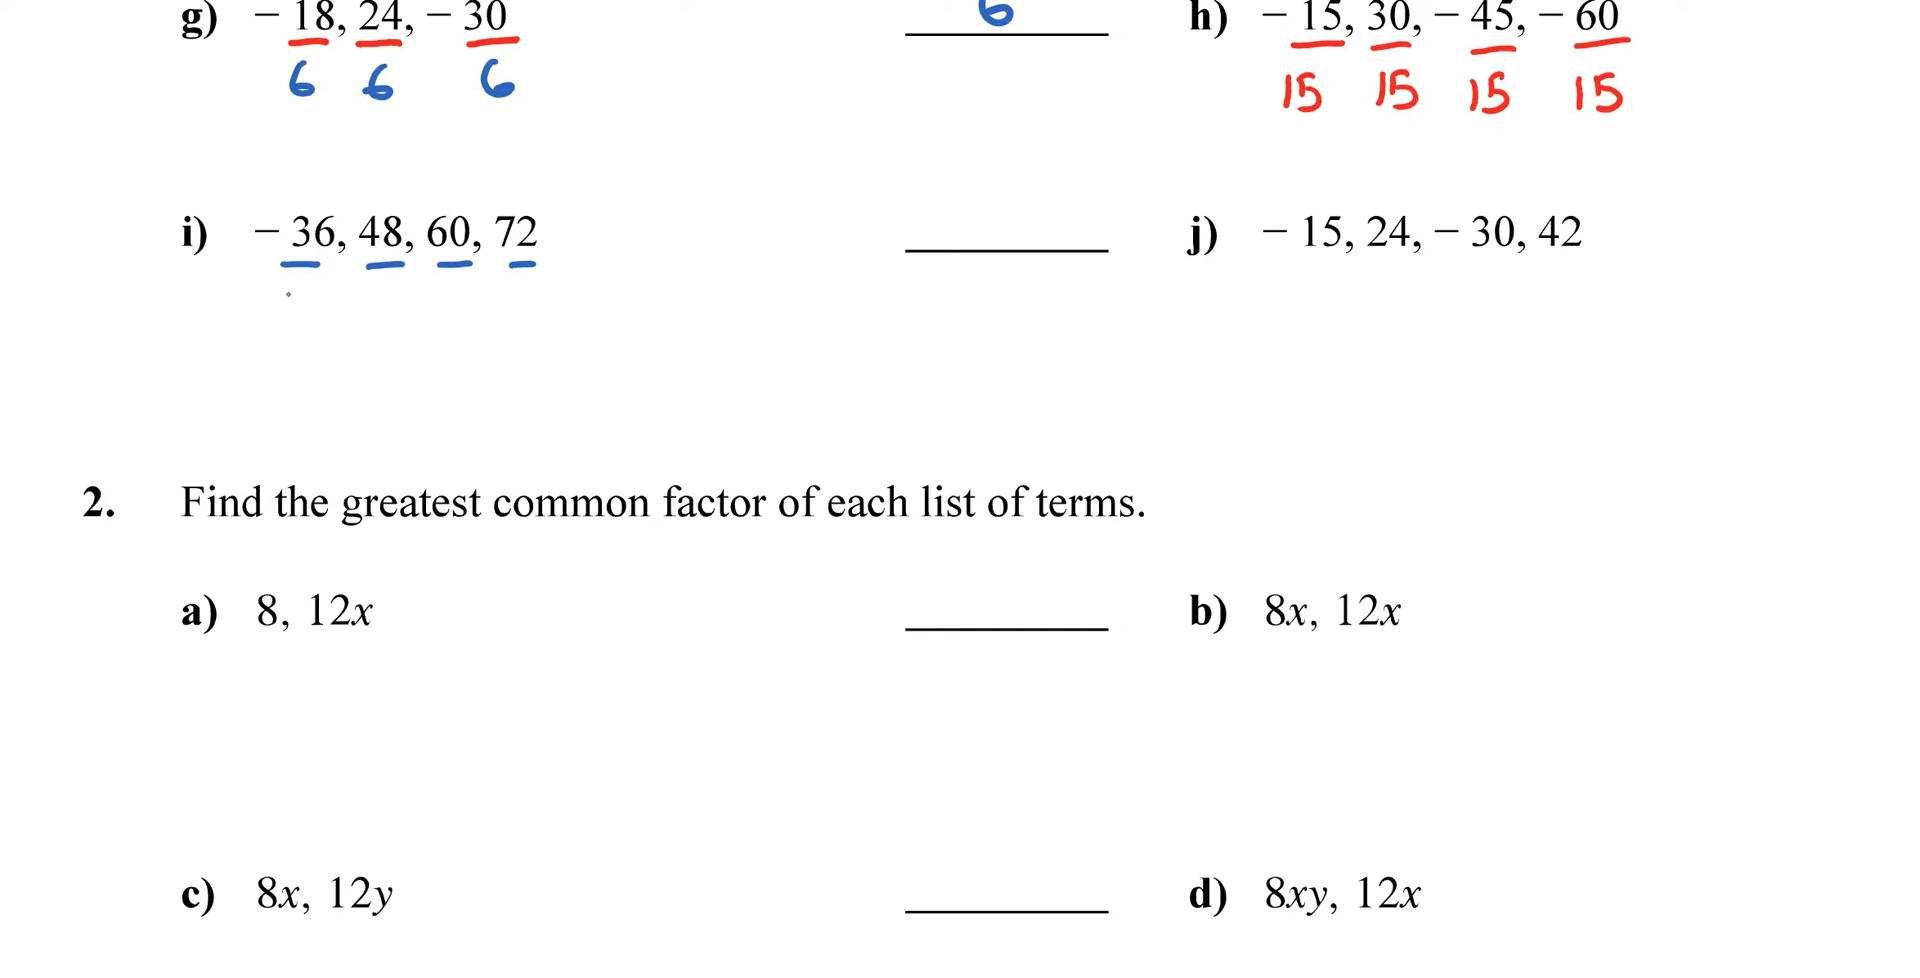 g) − 18, 24, − 30 6 h) − 15, 30, − 45, − 60
6 6 6 15 15 15 15
i) − 36, 48, 60, 72 j) − 15, 24, − 30, 42
2. Find the greatest common factor of each list of terms.
a) 8, 12x b) 8x, 12x
c) 8x, 12y d) 8xy, 12x